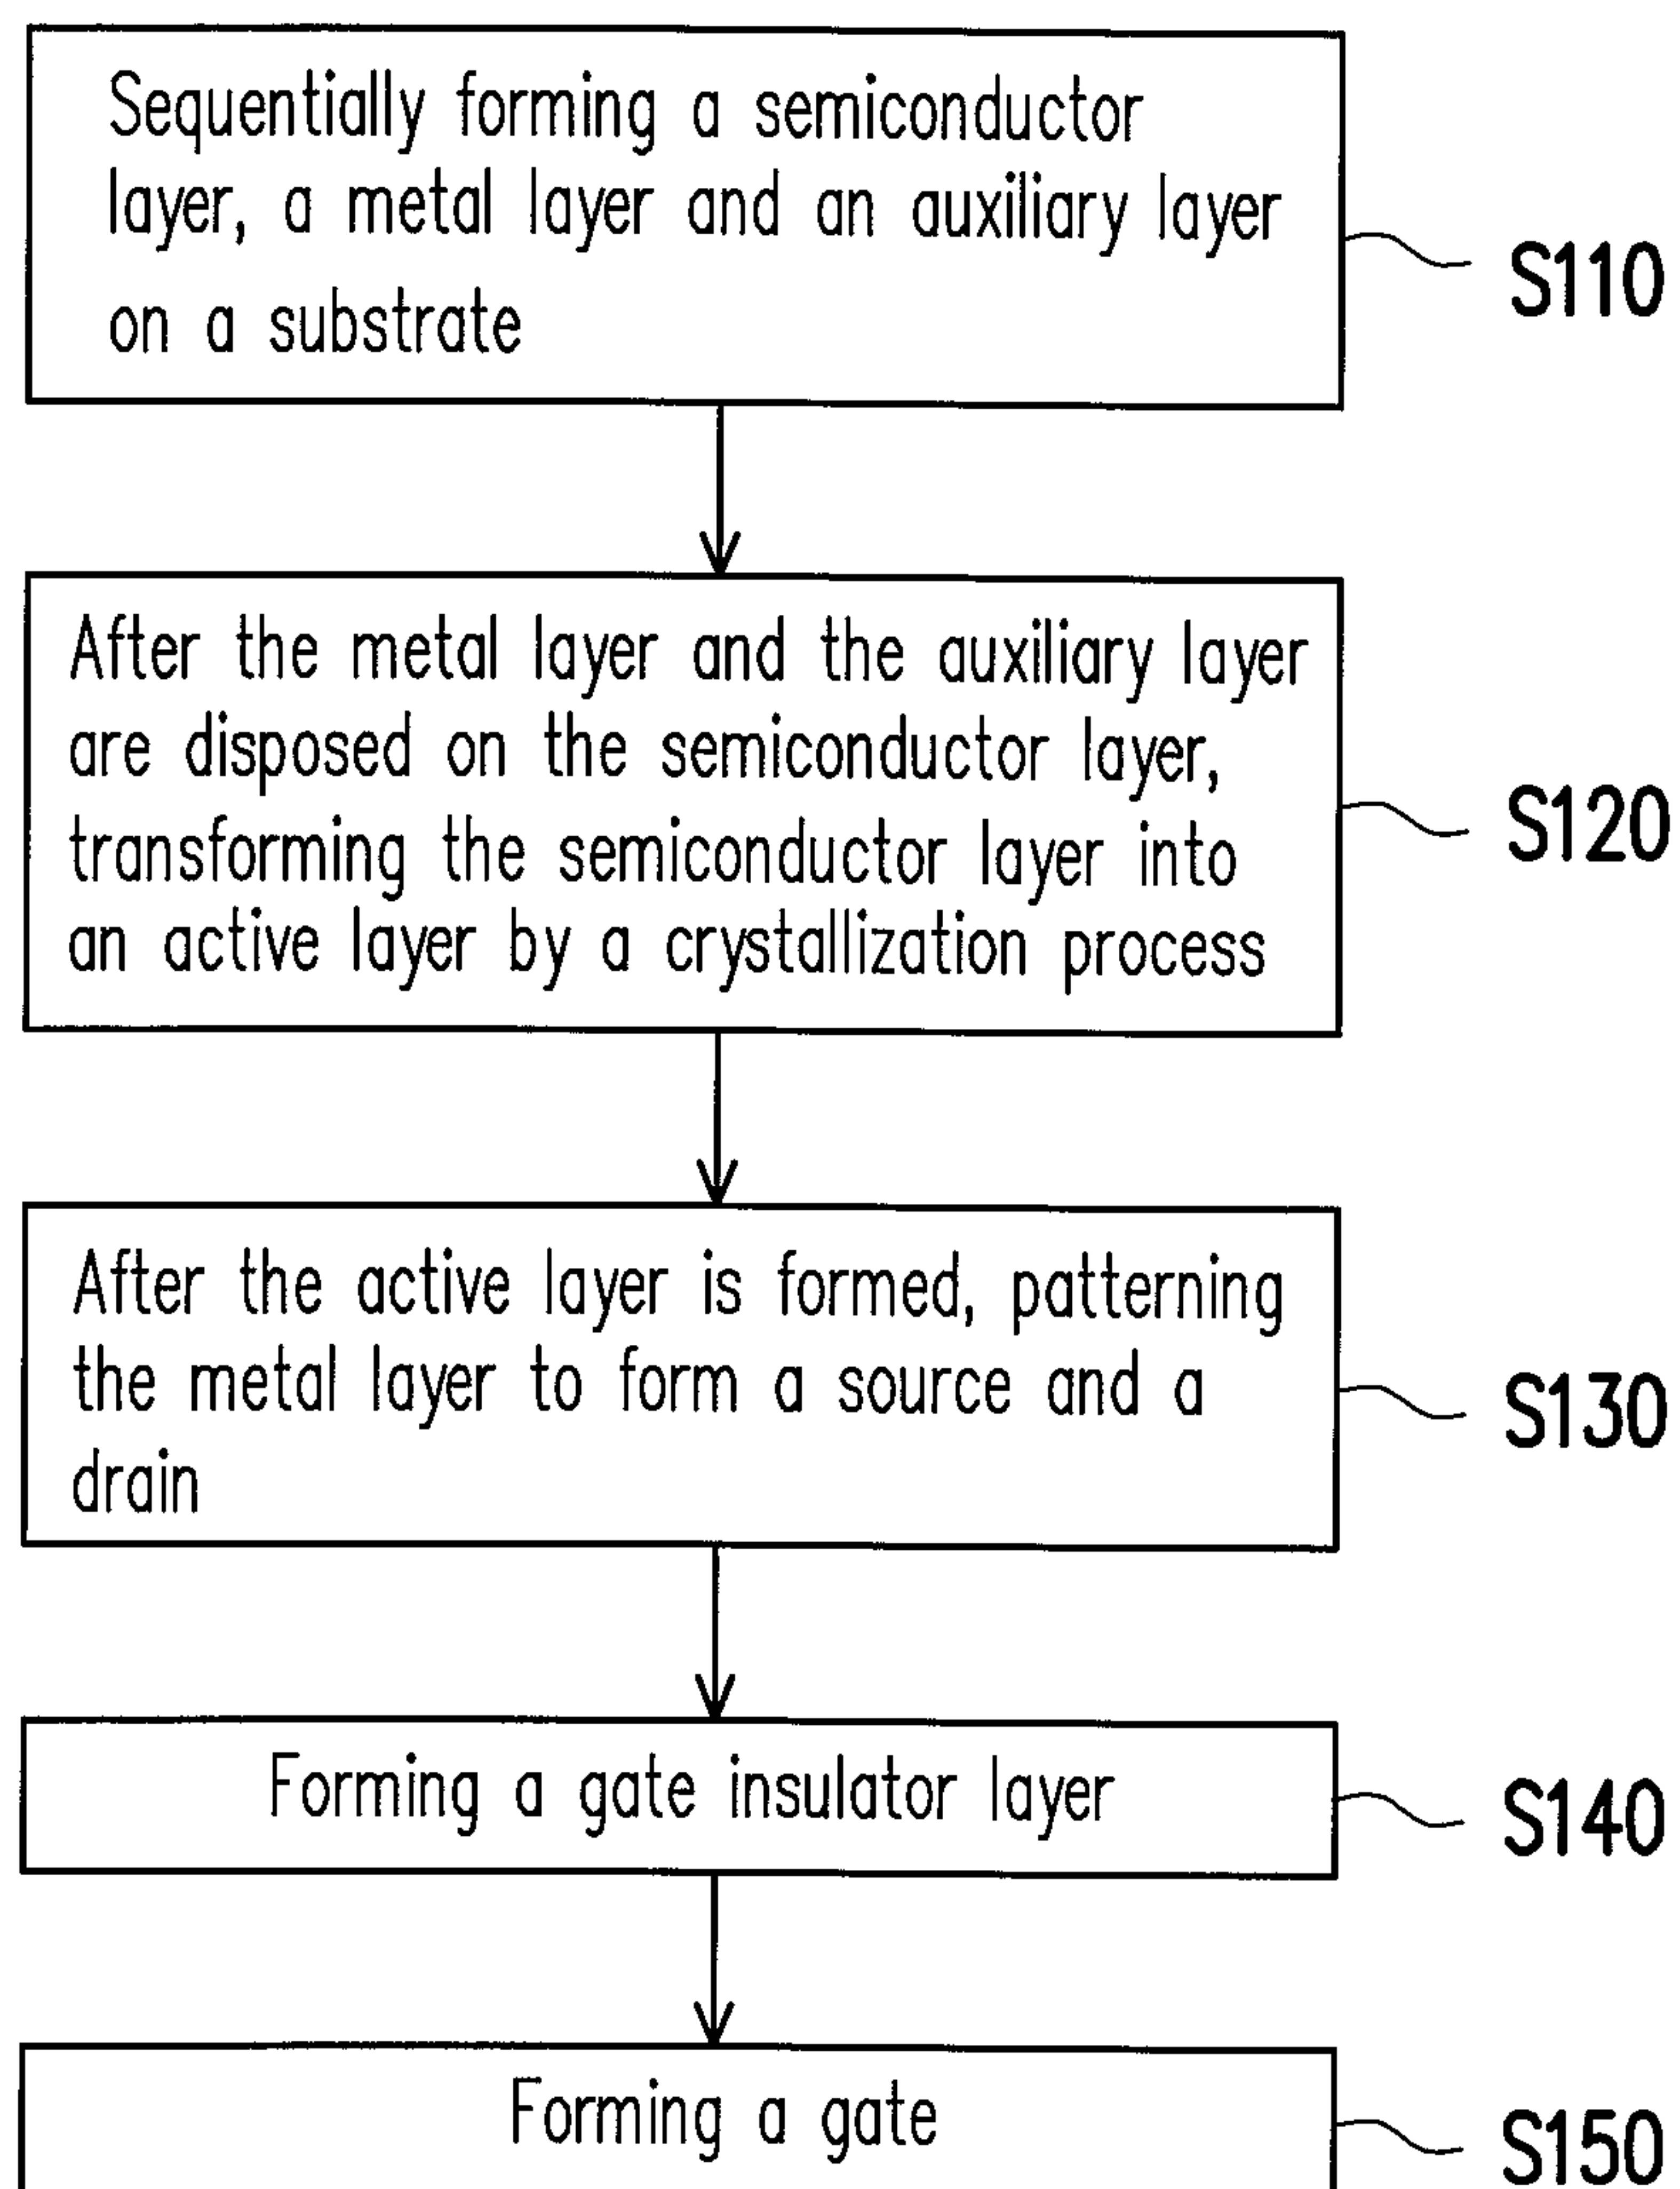 Sequentially forming a semiconductor
layer, a metal layer and an auxiliary layer
on a substrate
S110
After the metal layer and the auxiliary layer
are disposed on the semiconductor layer,
transforming the semiconductor layer into
an active layer by a crystallization process
S120
After the active layer is formed, patterning
the metal layer to form a source and a
drain
S130
Forming a gate insulator layer
S140
Forming a gate
S150